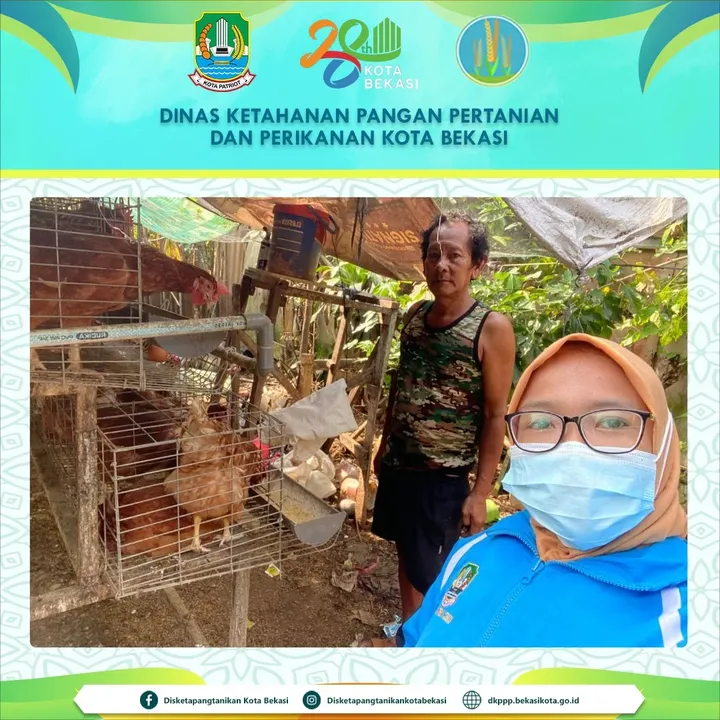 KOTA PATRIOT
28th
KOTA
BEKASI
DINAS KETAHANAN PANGAN PERTANIAN
DAN PERIKANAN KOTA BEKASI
Disketapangtanikan Kota Bekasi
Disketapangtanikankotabekasi
dkppp.bekasikota.go.id